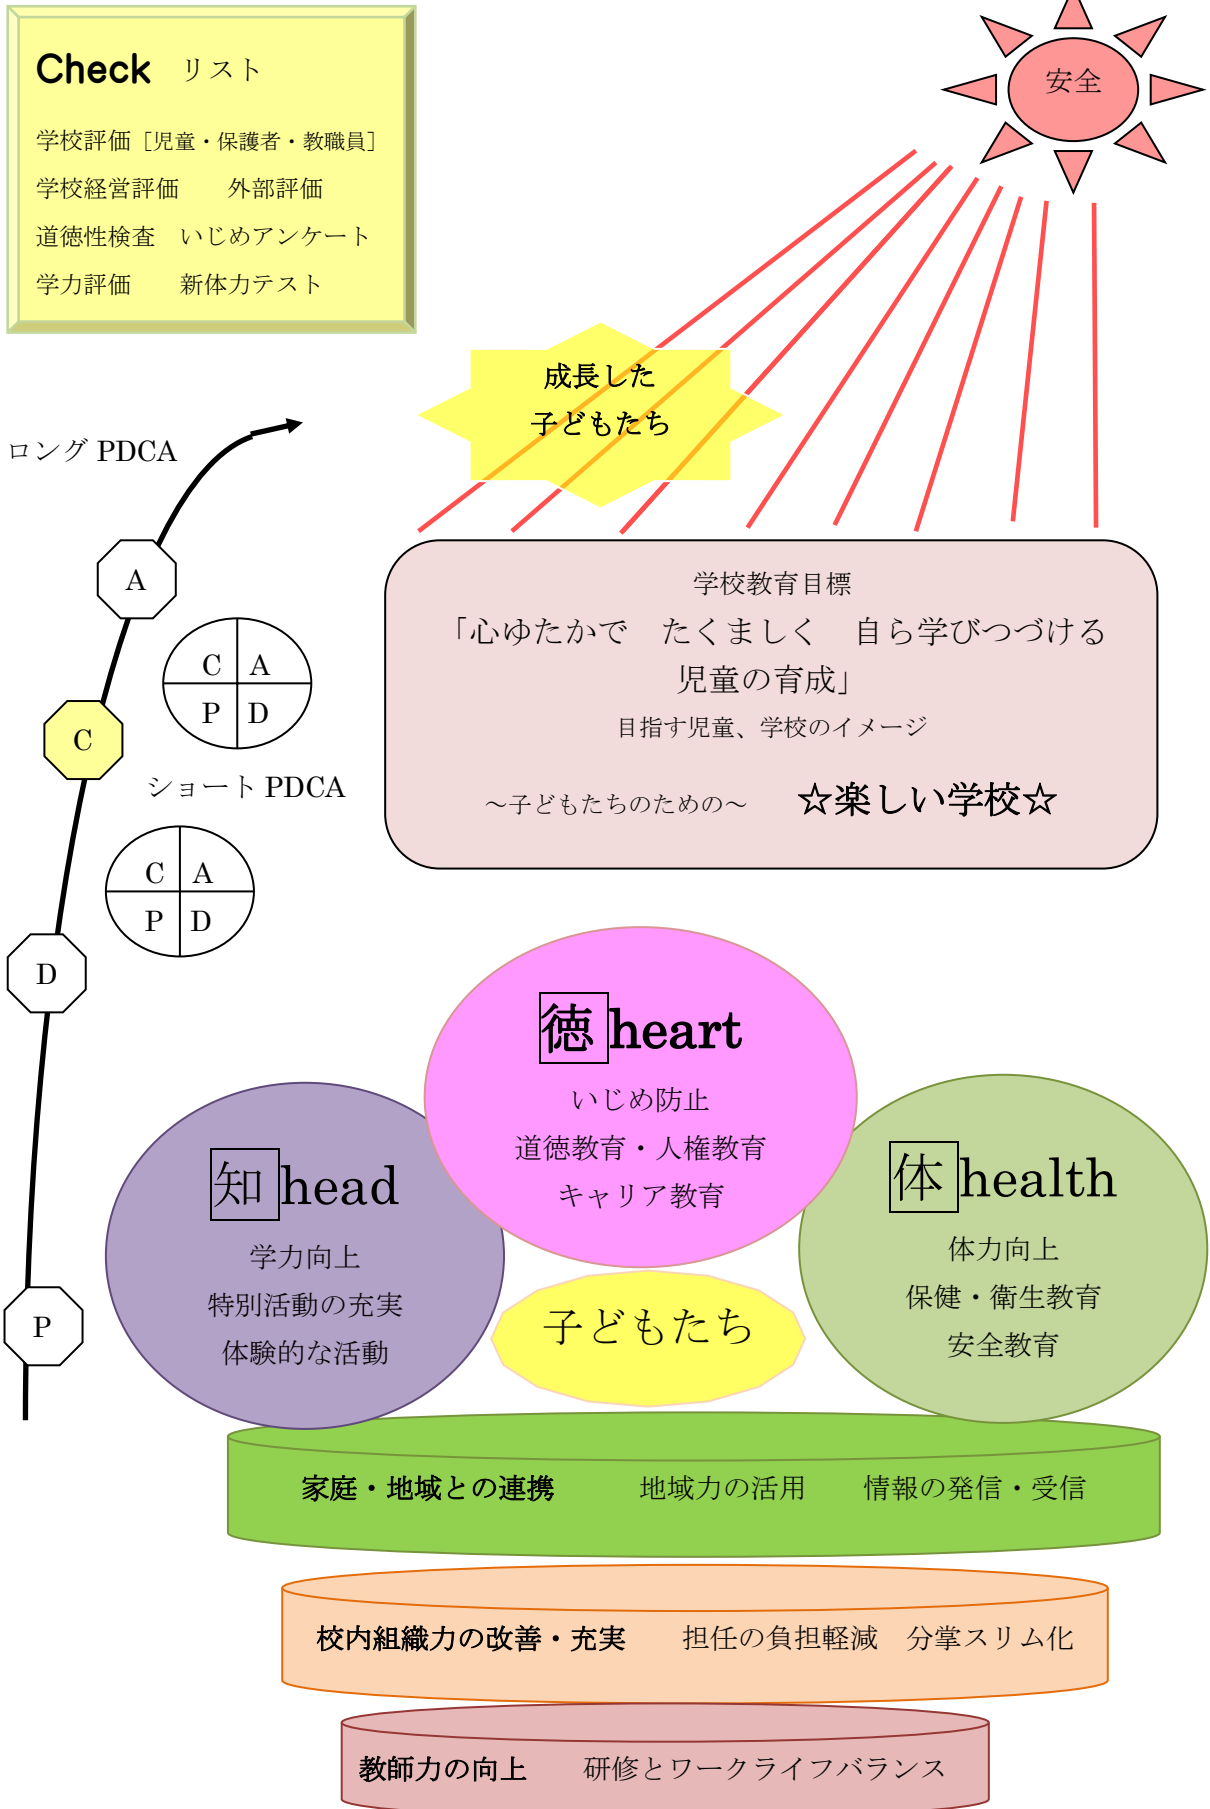 Check　リスト
学校評価［児童・保護者・教職員］
学校経営評価　　外部評価
道徳性検査　いじめアンケート
学力評価　　新体力テスト
安全
成長した
子どもたち
ロング PDCA
A
C A
P D
C
ショート PDCA
C A
P D
D
P
学校教育目標
「心ゆたかで　たくましく　自ら学びつづける
児童の育成」
目指す児童、学校のイメージ
～子どもたちのための～　　☆楽しい学校☆
徳 heart
いじめ防止
道徳教育・人権教育
キャリア教育
知 head
学力向上
特別活動の充実
体験的な活動
体 health
体力向上
保健・衛生教育
安全教育
子どもたち
家庭・地域との連携　　　地域力の活用　　情報の発信・受信
校内組織力の改善・充実　　担任の負担軽減　分掌スリム化
教師力の向上　　研修とワークライフバランス